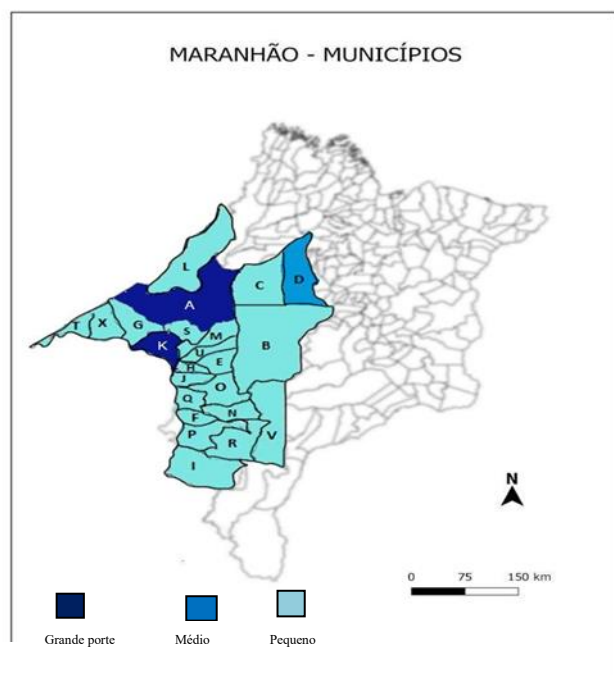 MARANHÃO - MUNICÍPIOS
L
D
C
A
T X G S M
K B
U
H E
J O
Q
F N
P R V
I
N
0 75 150 km
Grande porte Médio Pequeno